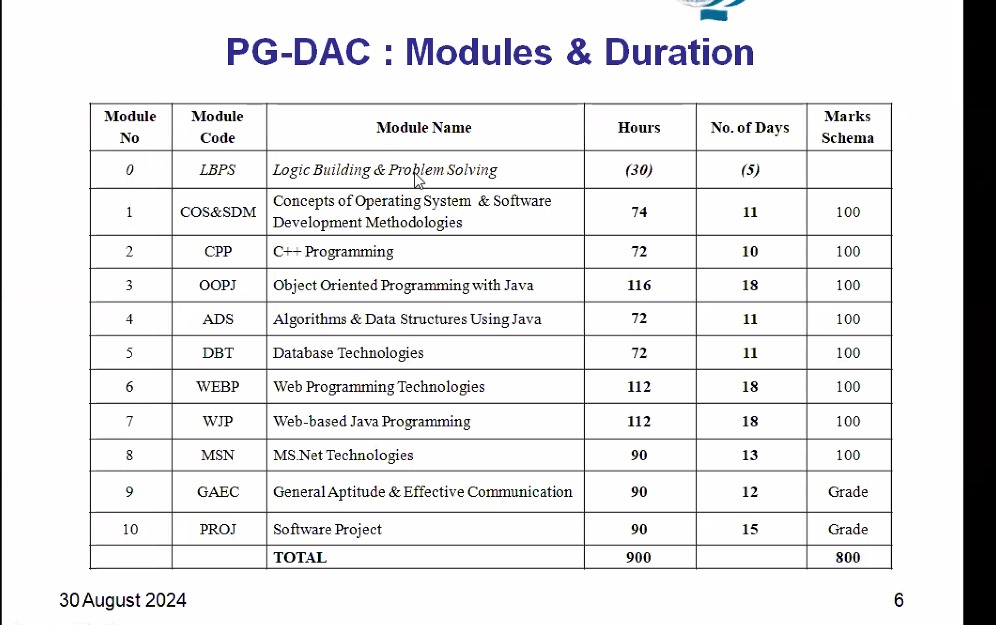 PG-DAC : Modules & Duration
Module No Module Code Module Name Hours No. of Days Marks Schema
0 LBPS Logic Building & Problem Solving (30) (5)
1 COS&SDM Concepts of Operating System & Software Development Methodologies 74 11 100
2 CPP C++ Programming 72 10 100
3 OOPJ Object Oriented Programming with Java 116 18 100
4 ADS Algorithms & Data Structures Using Java 72 11 100
5 DBT Database Technologies 72 11 100
6 WEBP Web Programming Technologies 112 18 100
7 WJP Web-based Java Programming 112 18 100
8 MSN MS.Net Technologies 90 13 100
9 GAEC General Aptitude & Effective Communication 90 12 Grade
10 PROJ Software Project 90 15 Grade
TOTAL 900 800
30 August 2024 6